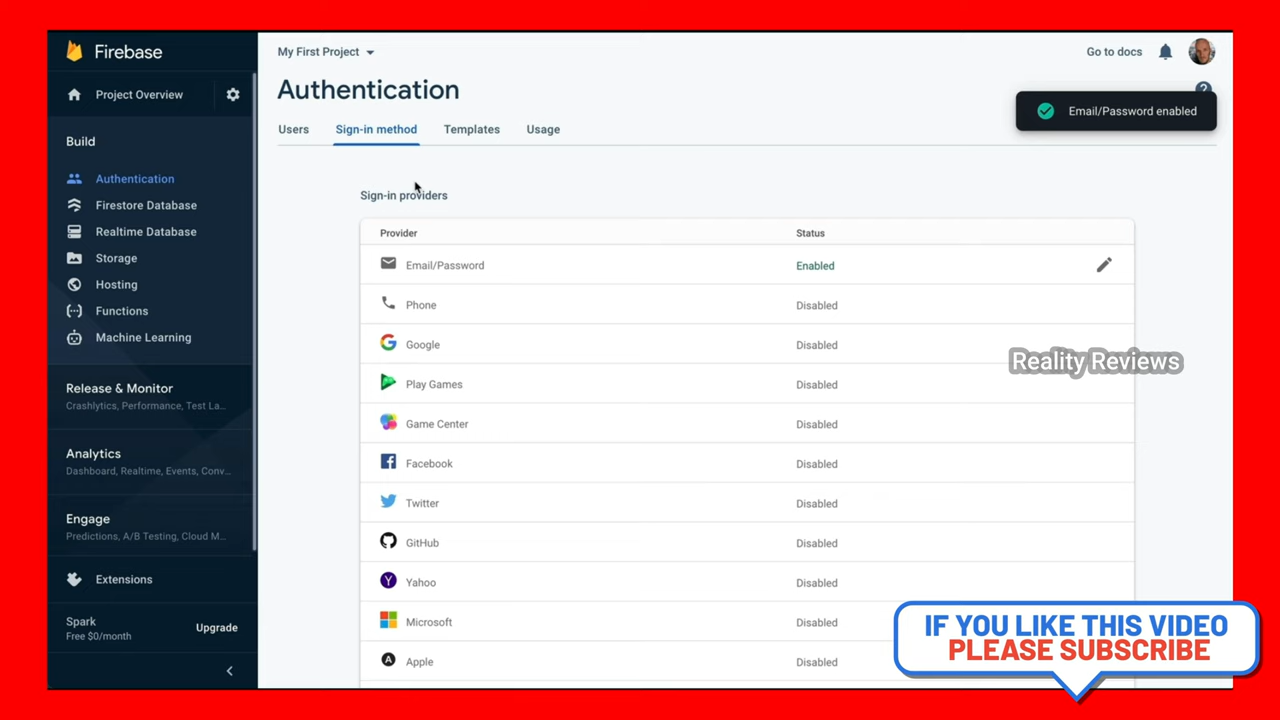 Firebase
My First Project
Go to docs
Project Overview
Authentication
?
Email/Password enabled
Users
Sign-in method
Templates
Usage
Build
Authentication
Firestore Database
Realtime Database
Storage
Hosting
Functions
Machine Learning
Release & Monitor
Crashlytics, Performance, Test La...
Analytics
Dashboard, Realtime, Events, Conv...
Engage
Predictions, A/B Testing, Cloud M...
Extensions
Spark
Free $0/month
Upgrade
Sign-in providers
Provider Status
Email/Password Enabled
Phone Disabled
Google Disabled
Play Games Disabled
Game Center Disabled
Facebook Disabled
Twitter Disabled
GitHub Disabled
Yahoo Disabled
Microsoft Disabled
Apple Disabled
Reality Reviews
IF YOU LIKE THIS VIDEO
PLEASE SUBSCRIBE